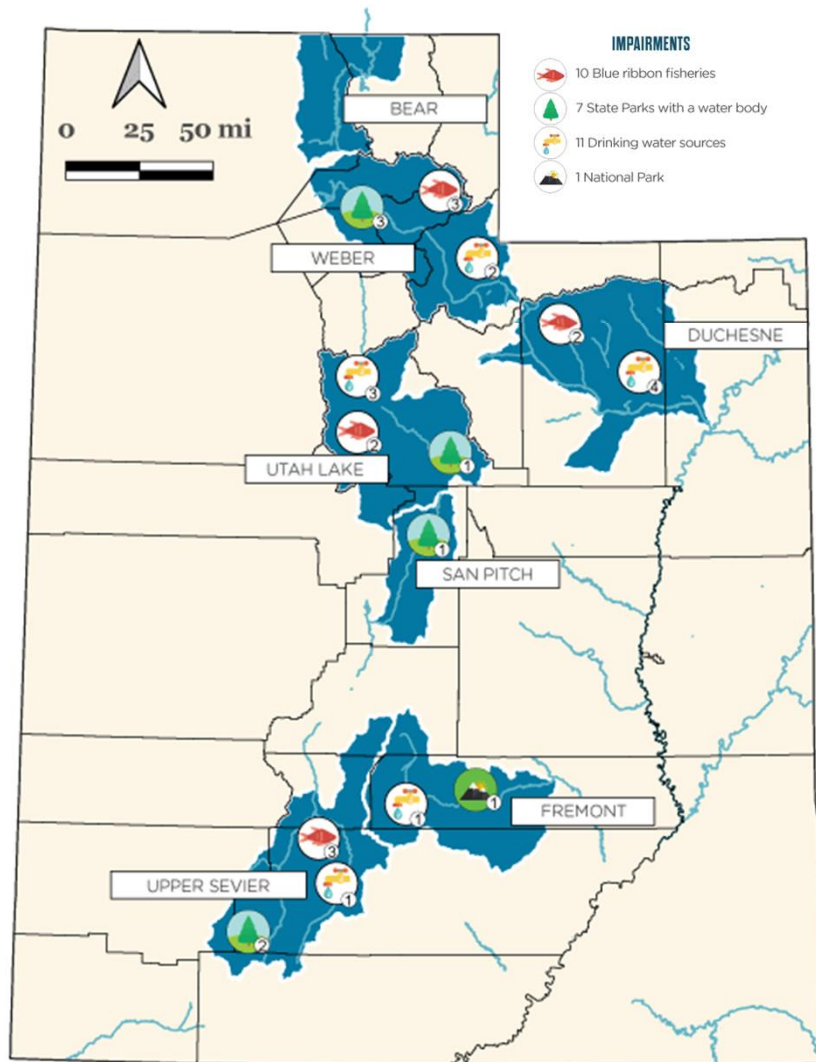 IMPAIRMENTS
10 Blue ribbon fisheries
7 State Parks with a water body
11 Drinking water sources
1 National Park
0 25 50 mi
BEAR
3
3
WEBER
2
2
DUCHESNE
4
3
2
1
UTAH LAKE
1
SAN PITCH
1
1
FREMONT
3
UPPER SEVIER
1
2